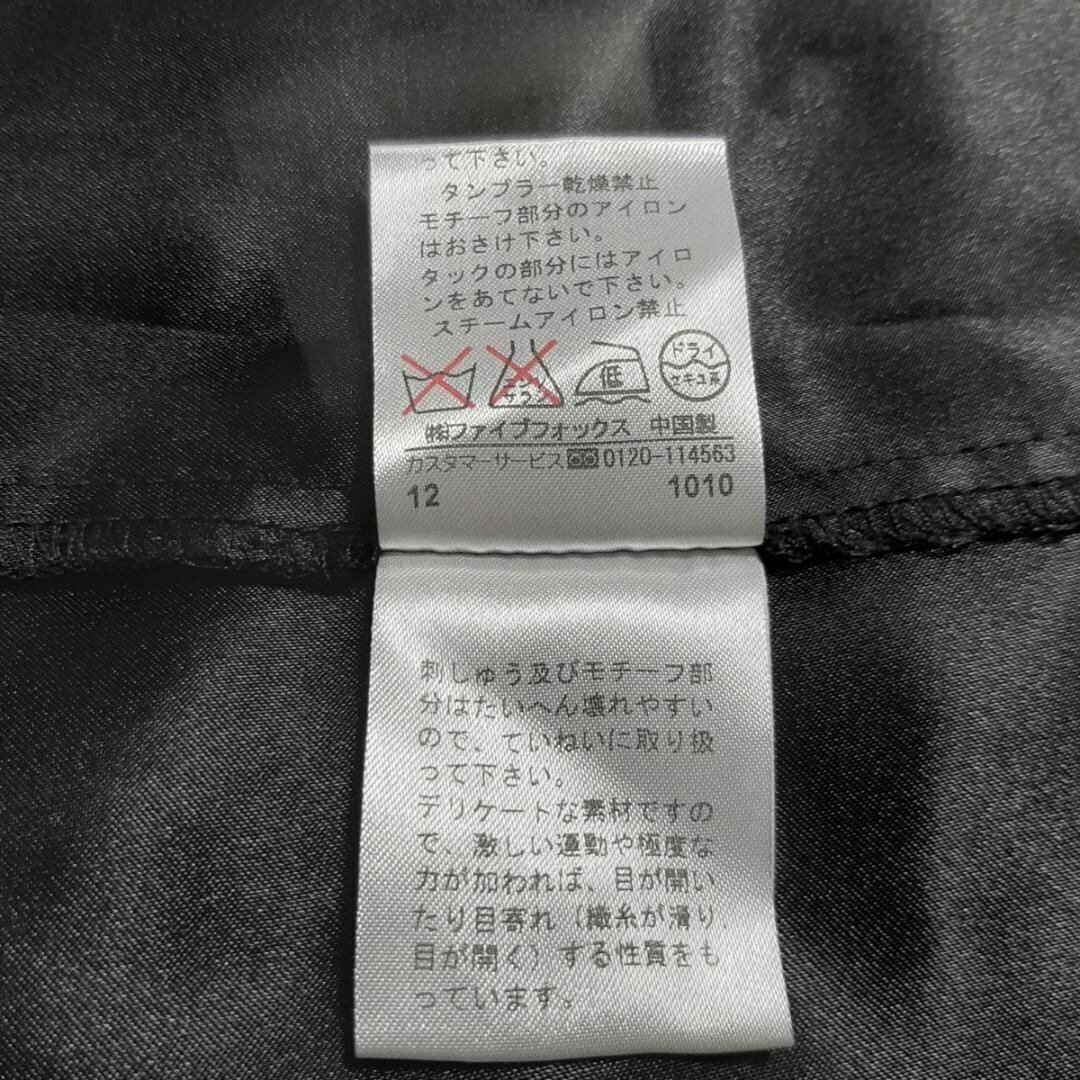 って下さい。
タンブラー乾燥禁止
モチーフ部分のアイロン
はおさけ下さい。
タックの部分にはアイロ
ンをあてないで下さい。
スチームアイロン禁止
エンソ
サラシ
低
ドライ
セキユ系
㈱ファイブフォックス 中国製
カスタマーサービス 0120-114563
12 1010
刺しゅう及びモチーフ部
分はたいへん壊れやすい
ので、ていねいに取り扱
って下さい。
デリケートな素材ですの
で、激しい運動や極度な
力が加われば、目が開い
たり目寄れ(織糸が滑り、
目が開く)する性質をも
っています。